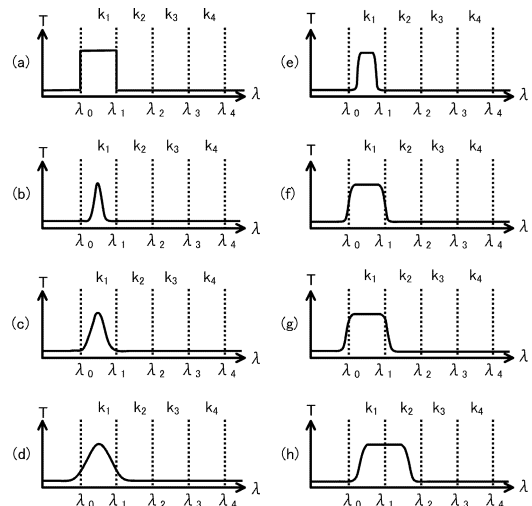 (a) T k₁ k₂ k₃ k₄
λ₀ λ₁ λ₂ λ₃ λ₄ λ
(b) T k₁ k₂ k₃ k₄
λ₀ λ₁ λ₂ λ₃ λ₄ λ
(c) T k₁ k₂ k₃ k₄
λ₀ λ₁ λ₂ λ₃ λ₄ λ
(d) T k₁ k₂ k₃ k₄
λ₀ λ₁ λ₂ λ₃ λ₄ λ
(e) T k₁ k₂ k₃ k₄
λ₀ λ₁ λ₂ λ₃ λ₄ λ
(f) T k₁ k₂ k₃ k₄
λ₀ λ₁ λ₂ λ₃ λ₄ λ
(g) T k₁ k₂ k₃ k₄
λ₀ λ₁ λ₂ λ₃ λ₄ λ
(h) T k₁ k₂ k₃ k₄
λ₀ λ₁ λ₂ λ₃ λ₄ λ